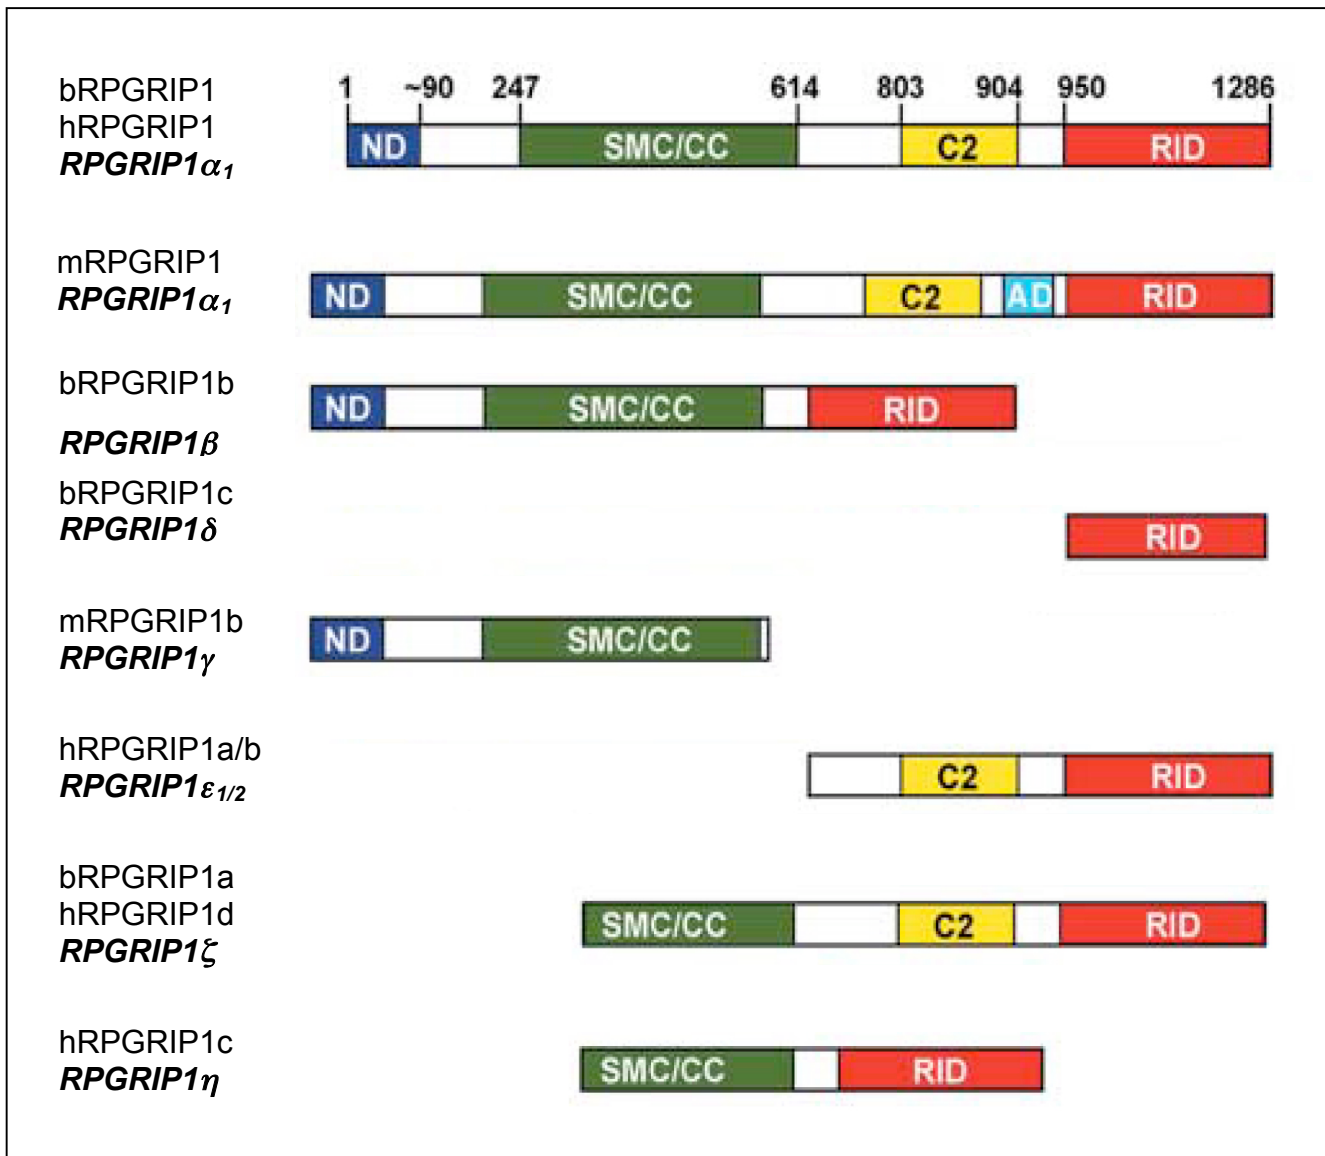 bRPGRIP1
hRPGRIP1
RPGRIP1α1
1 ~90 247 614 803 904 950 1286
ND SMC/CC C2 RID
mRPGRIP1
RPGRIP1α1
ND SMC/CC C2 AD RID
bRPGRIP1b
RPGRIP1β
ND SMC/CC RID
bRPGRIP1c
RPGRIP1δ
RID
mRPGRIP1b
RPGRIP1γ
ND SMC/CC
hRPGRIP1a/b
RPGRIP1ε1/2
C2 RID
bRPGRIP1a
hRPGRIP1d
RPGRIP1ζ
SMC/CC C2 RID
hRPGRIP1c
RPGRIP1η
SMC/CC RID